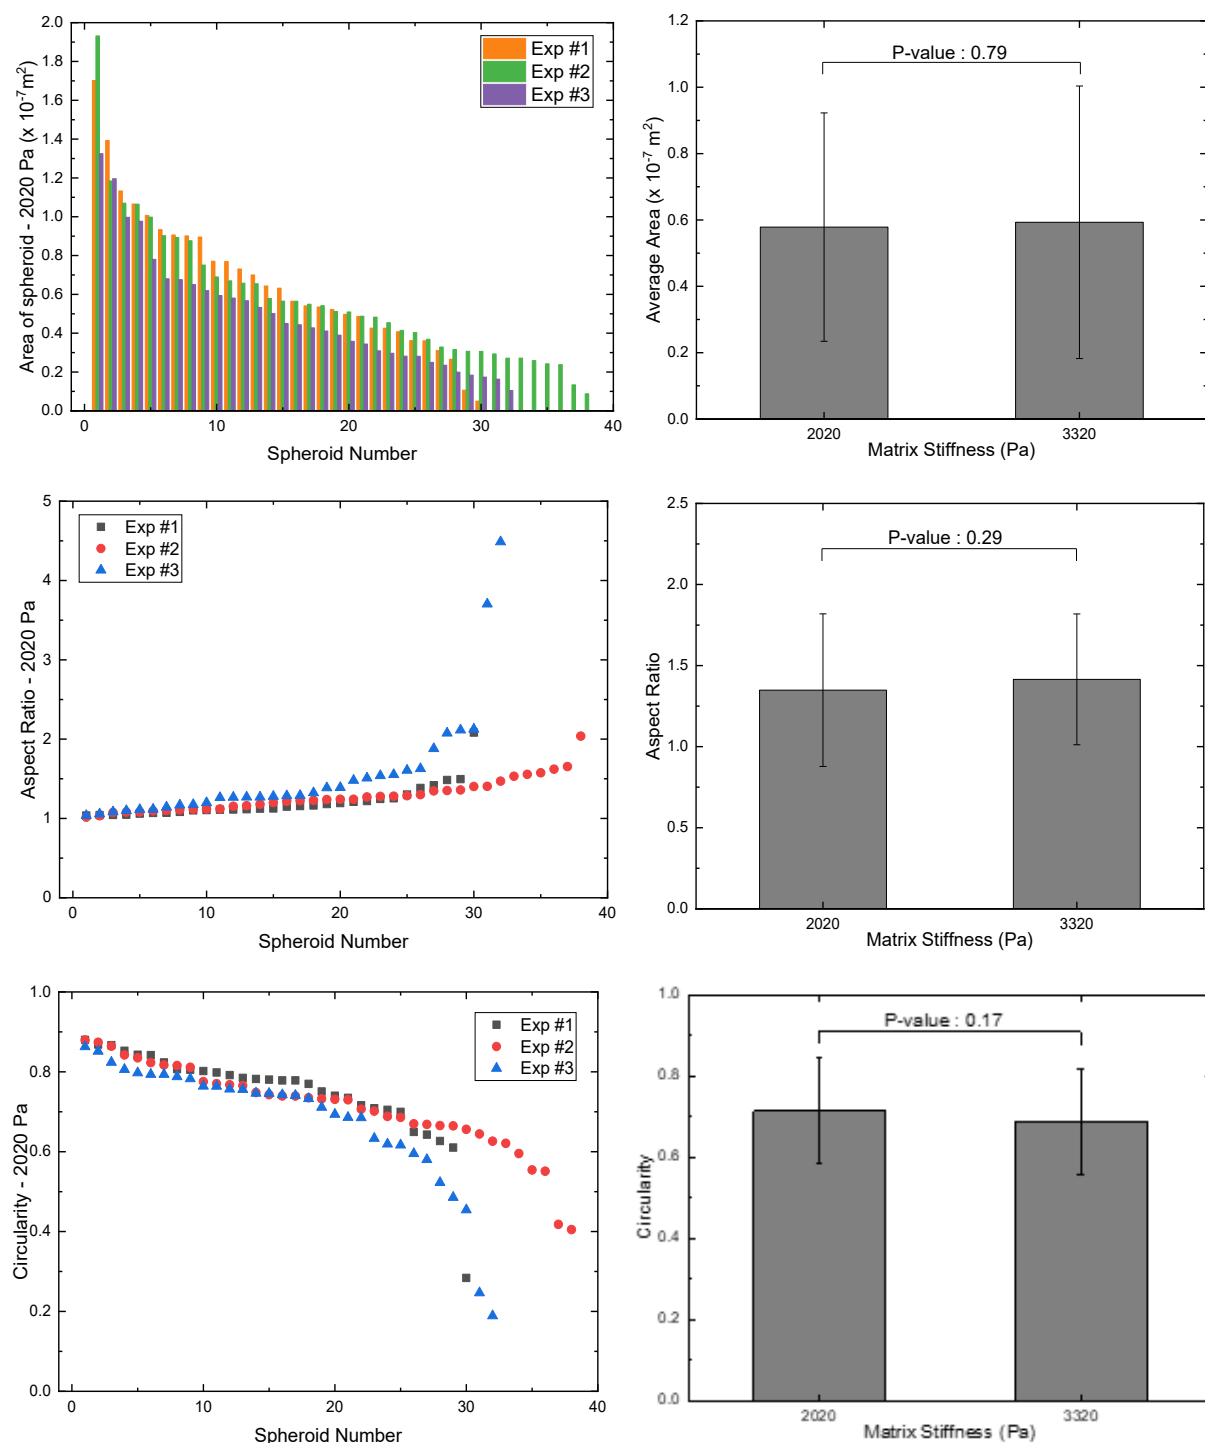 Area of spheroid - 2020 Pa (x 10⁻⁷m²)
2.0
1.8
1.6
1.4
1.2
1.0
0.8
0.6
0.4
0.2
0.0
Exp #1
Exp #2
Exp #3
0 10 20 30 40
Spheroid Number
Average Area (x 10⁻⁷ m²)
1.2
1.0
0.8
0.6
0.4
0.2
0.0
P-value : 0.79
2020 3320
Matrix Stiffness (Pa)
Aspect Ratio - 2020 Pa
5
4
3
2
1
0
Exp #1
Exp #2
Exp #3
0 10 20 30 40
Spheroid Number
Aspect Ratio
2.5
2.0
1.5
1.0
0.5
0.0
P-value : 0.29
2020 3320
Matrix Stiffness (Pa)
Circularity - 2020 Pa
1.0
0.8
0.6
0.4
0.2
0.0
Exp #1
Exp #2
Exp #3
0 10 20 30 40
Spheroid Number
Circularity
1.0
0.8
0.6
0.4
0.2
0.0
P-value : 0.17
2020 3320
Matrix Stiffness (Pa)